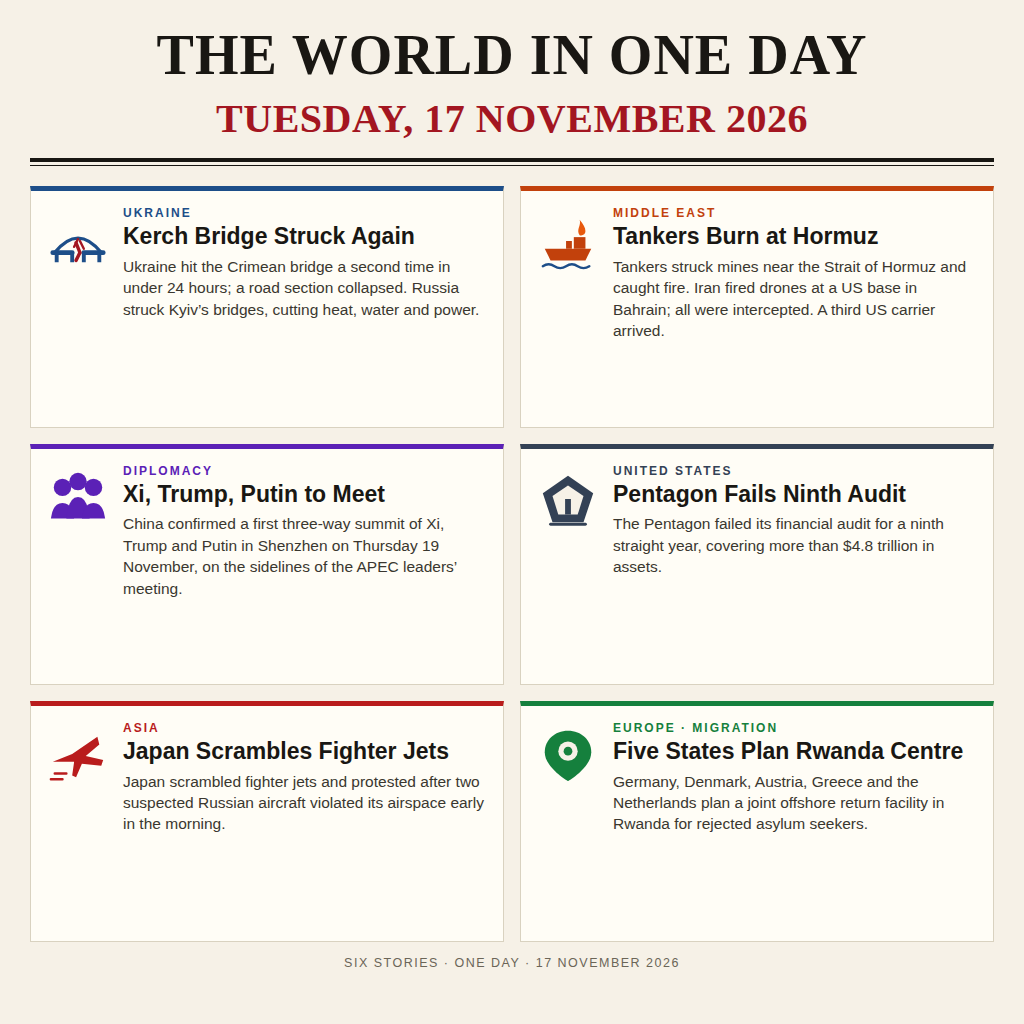 THE WORLD IN ONE DAY
TUESDAY, 17 NOVEMBER 2026
UKRAINE
Kerch Bridge Struck Again
Ukraine hit the Crimean bridge a second time in
under 24 hours; a road section collapsed. Russia
struck Kyiv’s bridges, cutting heat, water and power.
MIDDLE EAST
Tankers Burn at Hormuz
Tankers struck mines near the Strait of Hormuz and
caught fire. Iran fired drones at a US base in
Bahrain; all were intercepted. A third US carrier
arrived.
DIPLOMACY
Xi, Trump, Putin to Meet
China confirmed a first three-way summit of Xi,
Trump and Putin in Shenzhen on Thursday 19
November, on the sidelines of the APEC leaders’
meeting.
UNITED STATES
Pentagon Fails Ninth Audit
The Pentagon failed its financial audit for a ninth
straight year, covering more than $4.8 trillion in
assets.
ASIA
Japan Scrambles Fighter Jets
Japan scrambled fighter jets and protested after two
suspected Russian aircraft violated its airspace early
in the morning.
EUROPE · MIGRATION
Five States Plan Rwanda Centre
Germany, Denmark, Austria, Greece and the
Netherlands plan a joint offshore return facility in
Rwanda for rejected asylum seekers.
SIX STORIES · ONE DAY · 17 NOVEMBER 2026